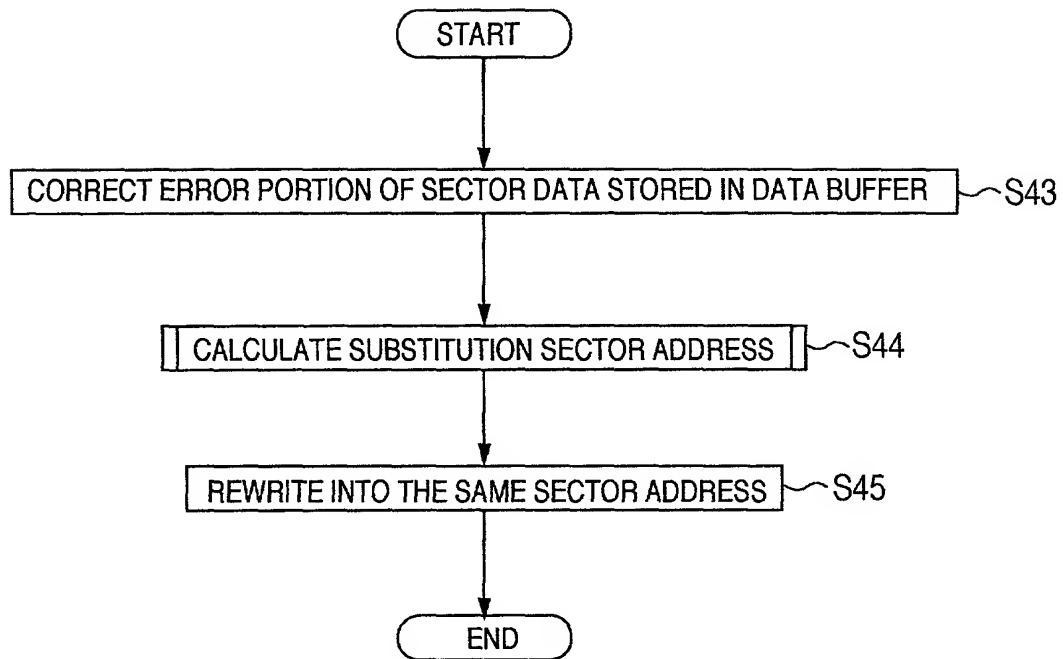 START
CORRECT ERROR PORTION OF SECTOR DATA STORED IN DATA BUFFER
S43
CALCULATE SUBSTITUTION SECTOR ADDRESS
S44
REWRITE INTO THE SAME SECTOR ADDRESS
S45
END